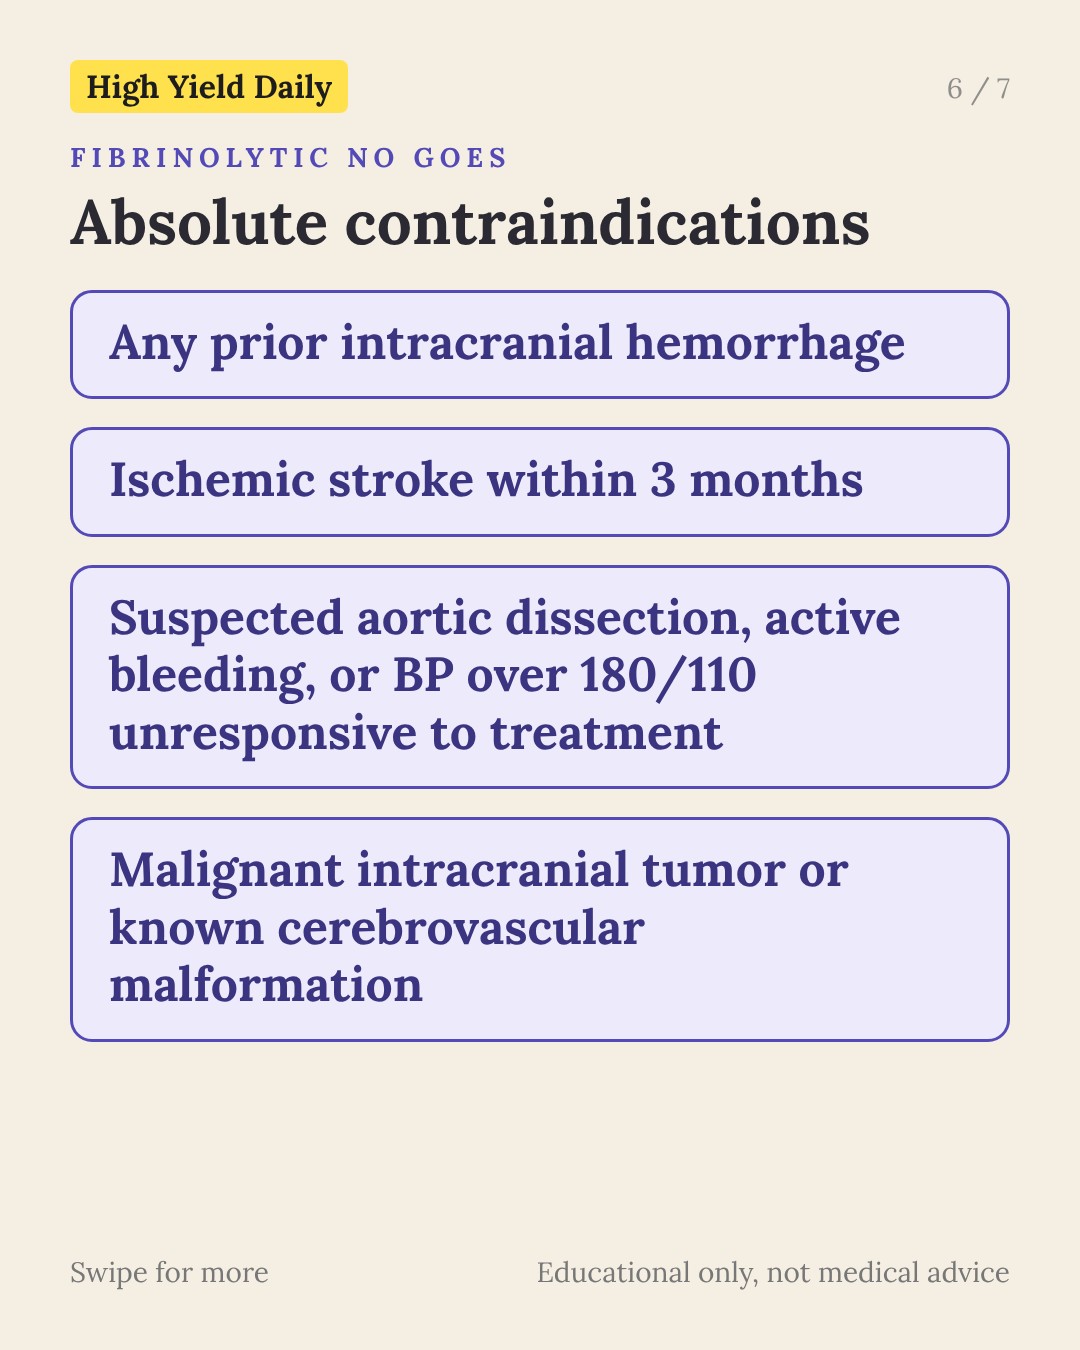 High Yield Daily
6 / 7
FIBRINOLYTIC NO GOES
Absolute contraindications
Any prior intracranial hemorrhage
Ischemic stroke within 3 months
Suspected aortic dissection, active
bleeding, or BP over 180/110
unresponsive to treatment
Malignant intracranial tumor or
known cerebrovascular
malformation
Swipe for more
Educational only, not medical advice